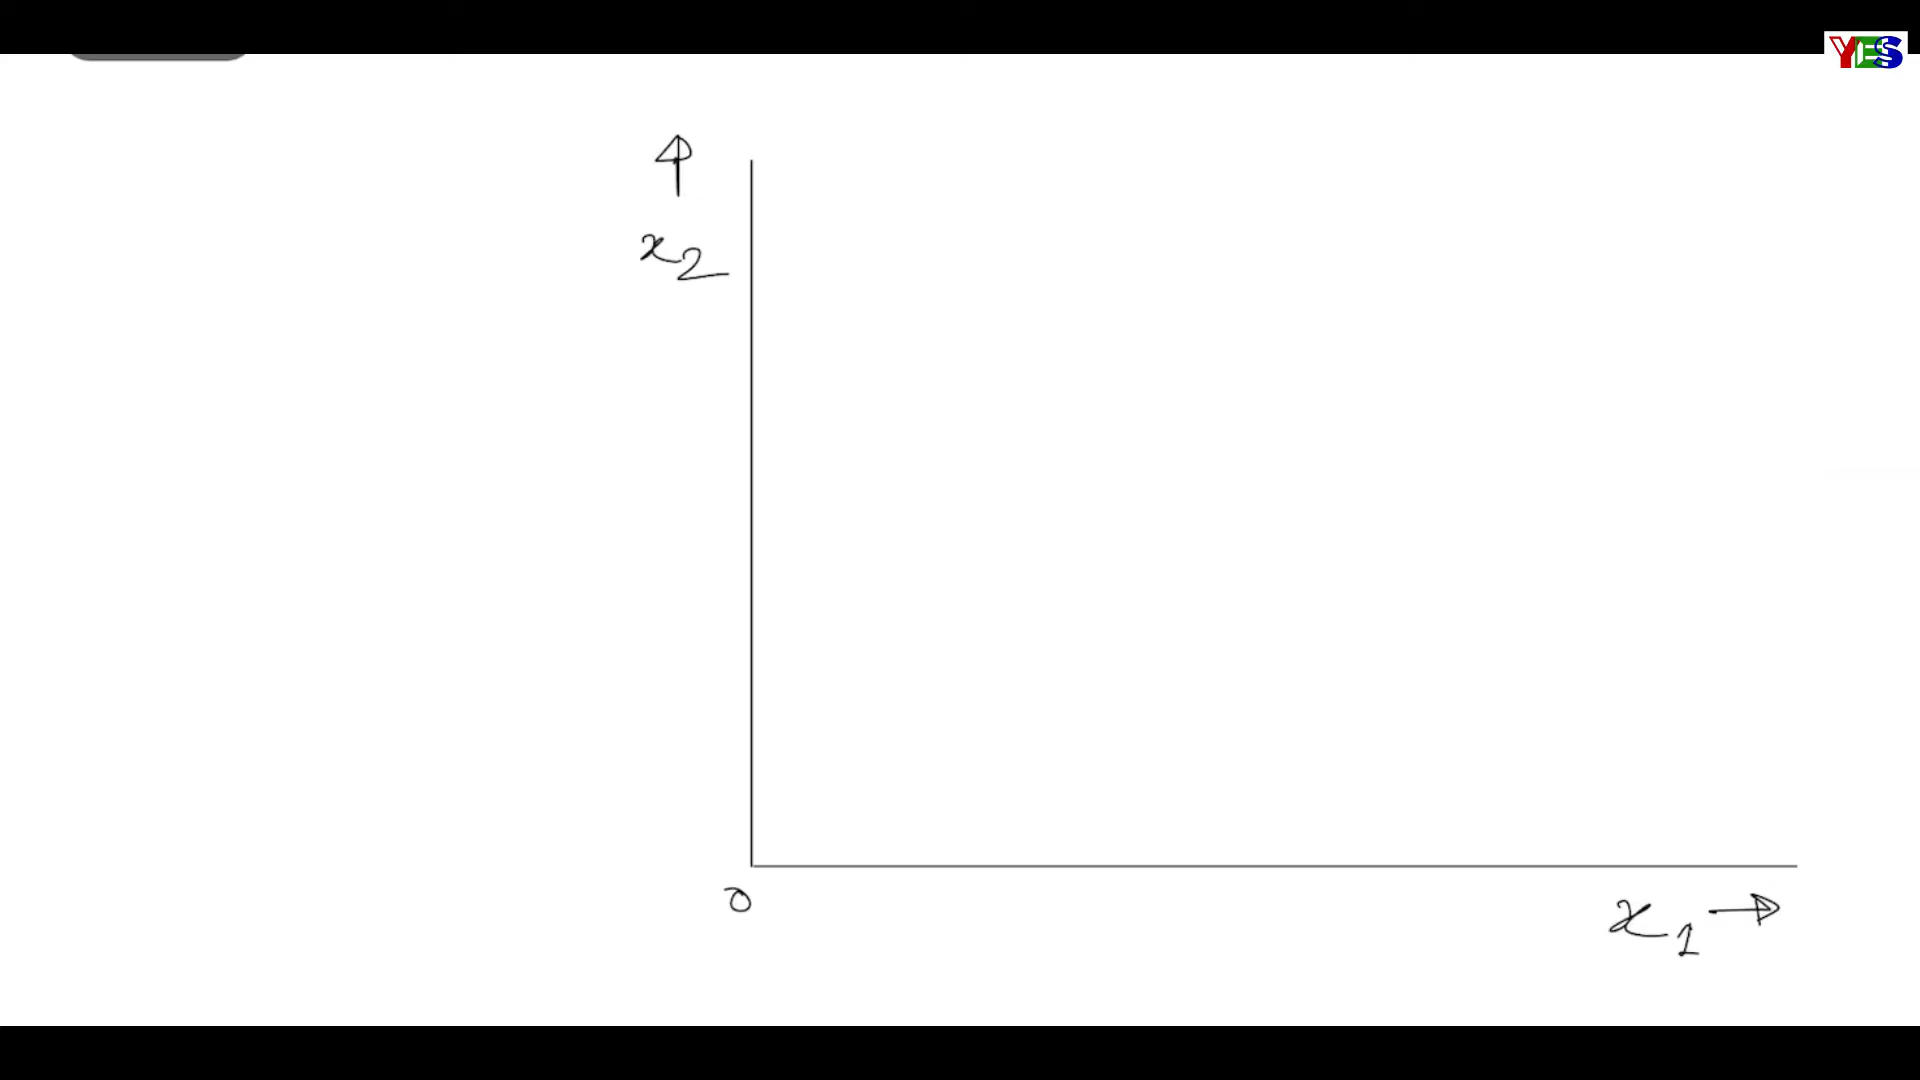 YES
↑
x₂
0
x₁ →